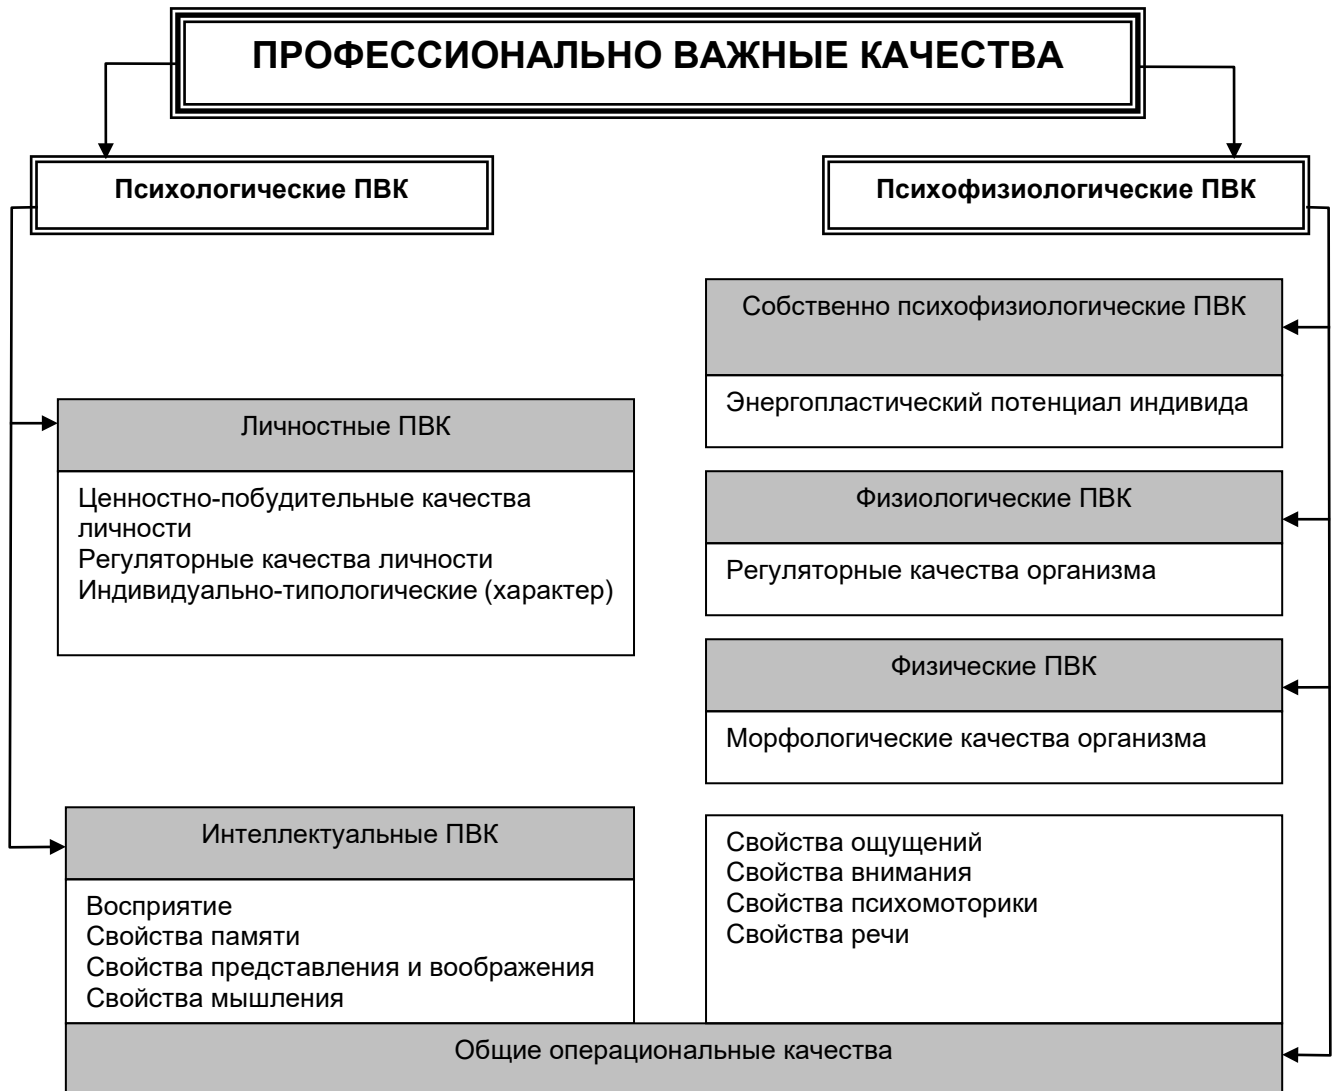 ПРОФЕССИОНАЛЬНО ВАЖНЫЕ КАЧЕСТВА
Психологические ПВК
Психофизиологические ПВК
Личностные ПВК
Ценностно-побудительные качества
личности
Регуляторные качества личности
Индивидуально-типологические (характер)
Интеллектуальные ПВК
Восприятие
Свойства памяти
Свойства представления и воображения
Свойства мышления
Собственно психофизиологические ПВК
Энергопластический потенциал индивида
Физиологические ПВК
Регуляторные качества организма
Физические ПВК
Морфологические качества организма
Свойства ощущений
Свойства внимания
Свойства психомоторики
Свойства речи
Общие операциональные качества